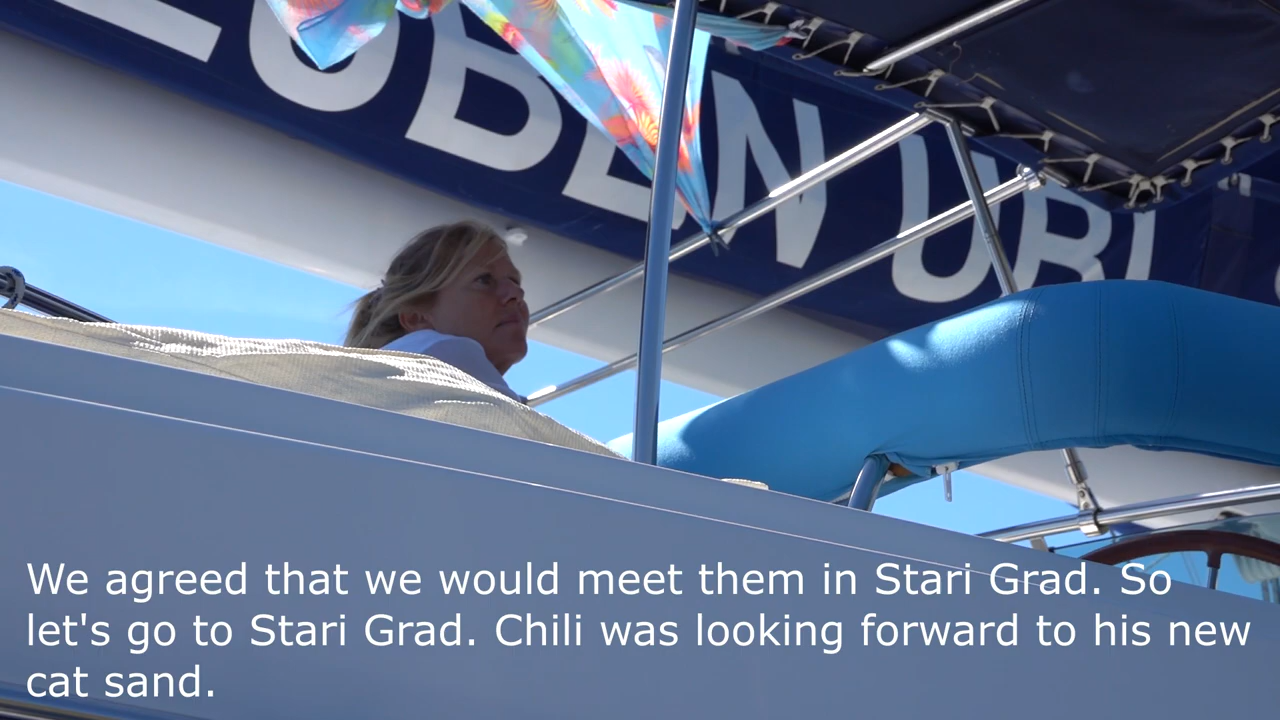 We agreed that we would meet them in Stari Grad. So
let's go to Stari Grad. Chili was looking forward to his new
cat sand.